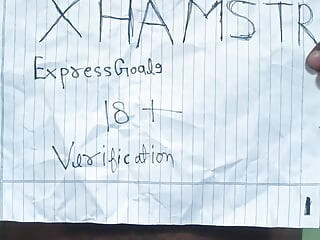 XHAMSTR
ExpressGoals
18+
Verification